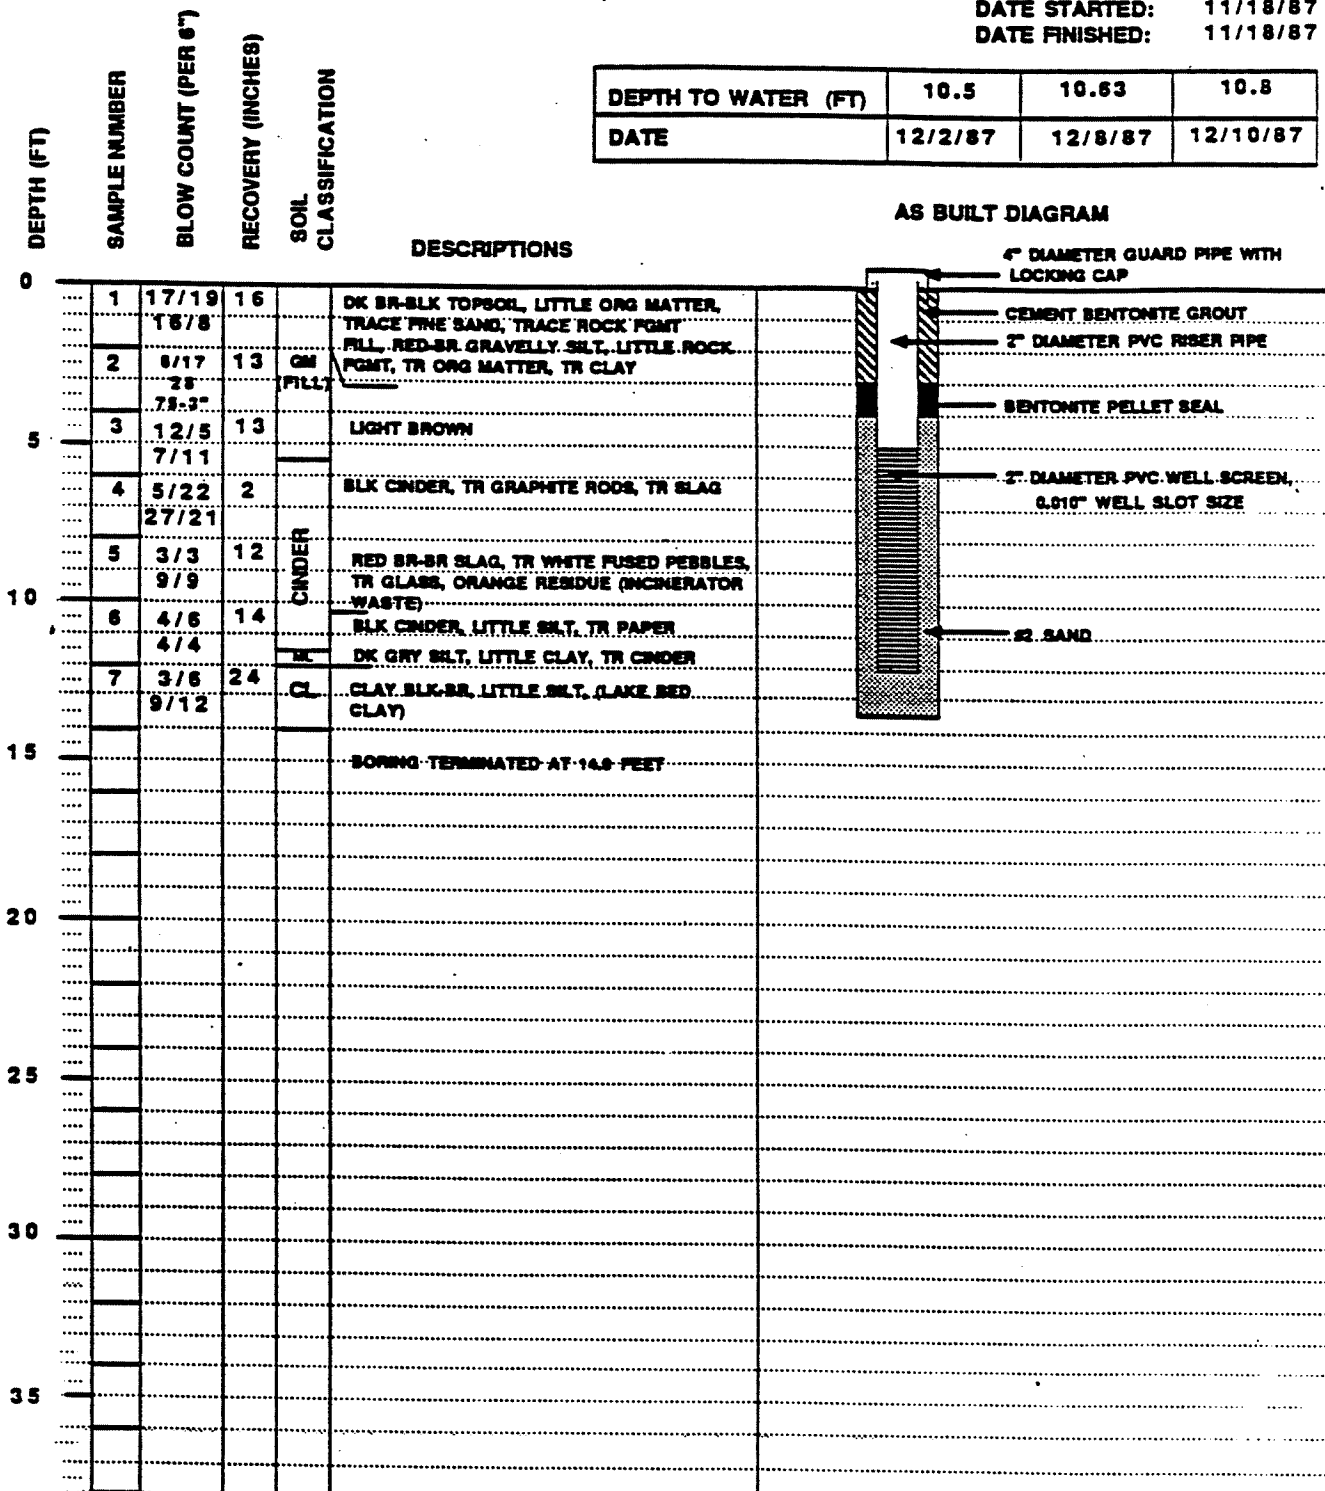 DATE STARTED: 11/18/87
DATE FINISHED: 11/18/87
DEPTH TO WATER (FT) 10.5 10.63 10.8
DATE 12/2/87 12/8/87 12/10/87
DEPTH (FT)
SAMPLE NUMBER
BLOW COUNT (PER 6")
RECOVERY (INCHES)
SOIL
CLASSIFICATION
DESCRIPTIONS
AS BUILT DIAGRAM
4" DIAMETER GUARD PIPE WITH
LOCKING CAP
0
1 17/19 16 DK BR-BLK TOPSOIL, LITTLE ORG MATTER,
16/8 TRACE FINE SAND, TRACE ROCK FGMT
CEMENT BENTONITE GROUT
FILL, RED-BR GRAVELLY SILT, LITTLE ROCK
2" DIAMETER PVC RISER PIPE
2 6/17 13 GM FGMT, TR ORG MATTER, TR CLAY
28 (FILL)
75-3"
BENTONITE PELLET SEAL
3 12/5 13 LIGHT BROWN
5
7/11
2" DIAMETER PVC WELL SCREEN,
0.010" WELL SLOT SIZE
4 5/22 2 BLK CINDER, TR GRAPHITE RODS, TR SLAG
27/21
CINDER
5 3/3 12 RED BR-BR SLAG, TR WHITE FUSED PEBBLES,
9/9 TR GLASS, ORANGE RESIDUE (INCINERATOR
10 WASTE)
6 4/6 14 BLK CINDER, LITTLE SILT, TR PAPER
4/4
#2 SAND
ML DK GRY SILT, LITTLE CLAY, TR CINDER
7 3/6 24 CL CLAY BLK-BR, LITTLE SILT, (LAKE BED
9/12 CLAY)
15 BORING TERMINATED AT FEET
20
25
30
35